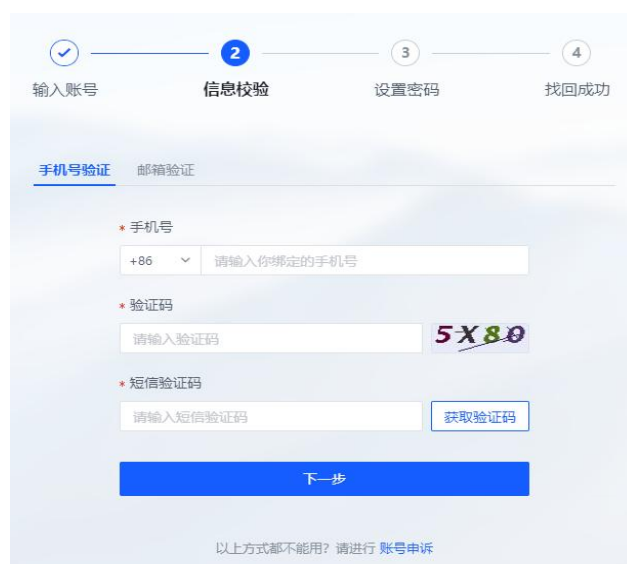 2 3 4
输入账号 信息校验 设置密码 找回成功
手机号验证 邮箱验证
* 手机号
+86 请输入你绑定的手机号
* 验证码
请输入验证码 5X80
* 短信验证码
请输入短信验证码 获取验证码
下一步
以上方式都不能用? 请进行 账号申诉